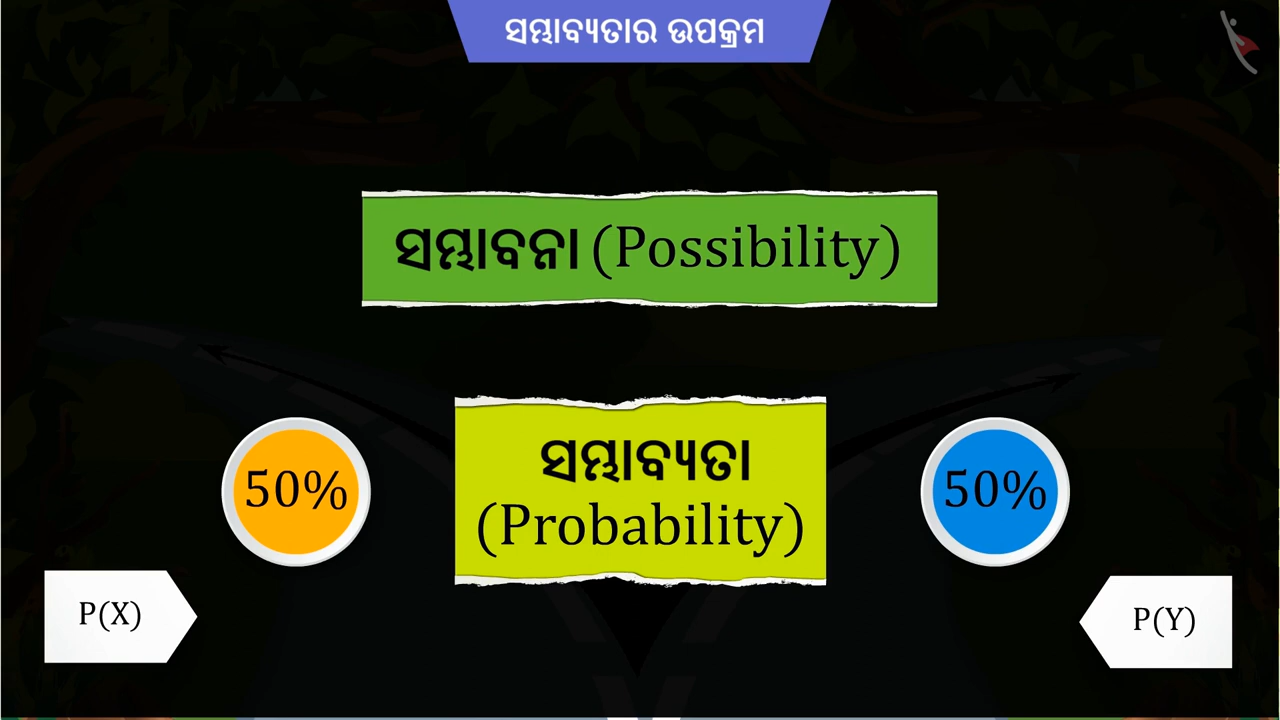 ସମ୍ଭାବ୍ୟତାର ଉପକ୍ରମ
ସମ୍ଭାବନା (Possibility)
ସମ୍ଭାବ୍ୟତା
(Probability)
50%
50%
P(X)
P(Y)